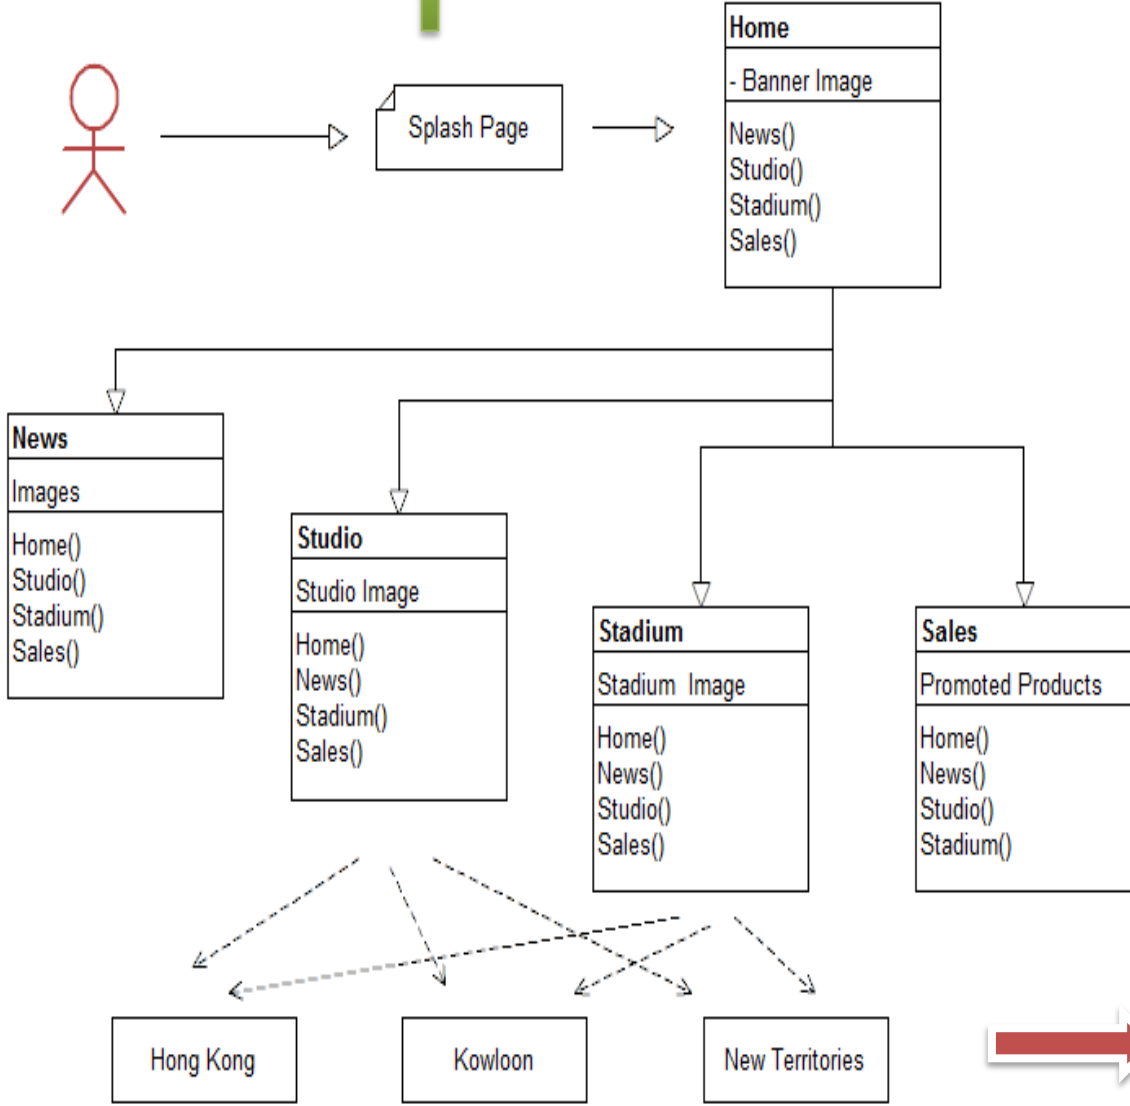 Home
- Banner Image
News()
Studio()
Stadium()
Sales()
Splash Page
News
Images
Home()
Studio()
Stadium()
Sales()
Studio
Studio Image
Home()
News()
Stadium()
Sales()
Stadium
Stadium Image
Home()
News()
Studio()
Sales()
Sales
Promoted Products
Home()
News()
Studio()
Stadium()
Hong Kong
Kowloon
New Territories